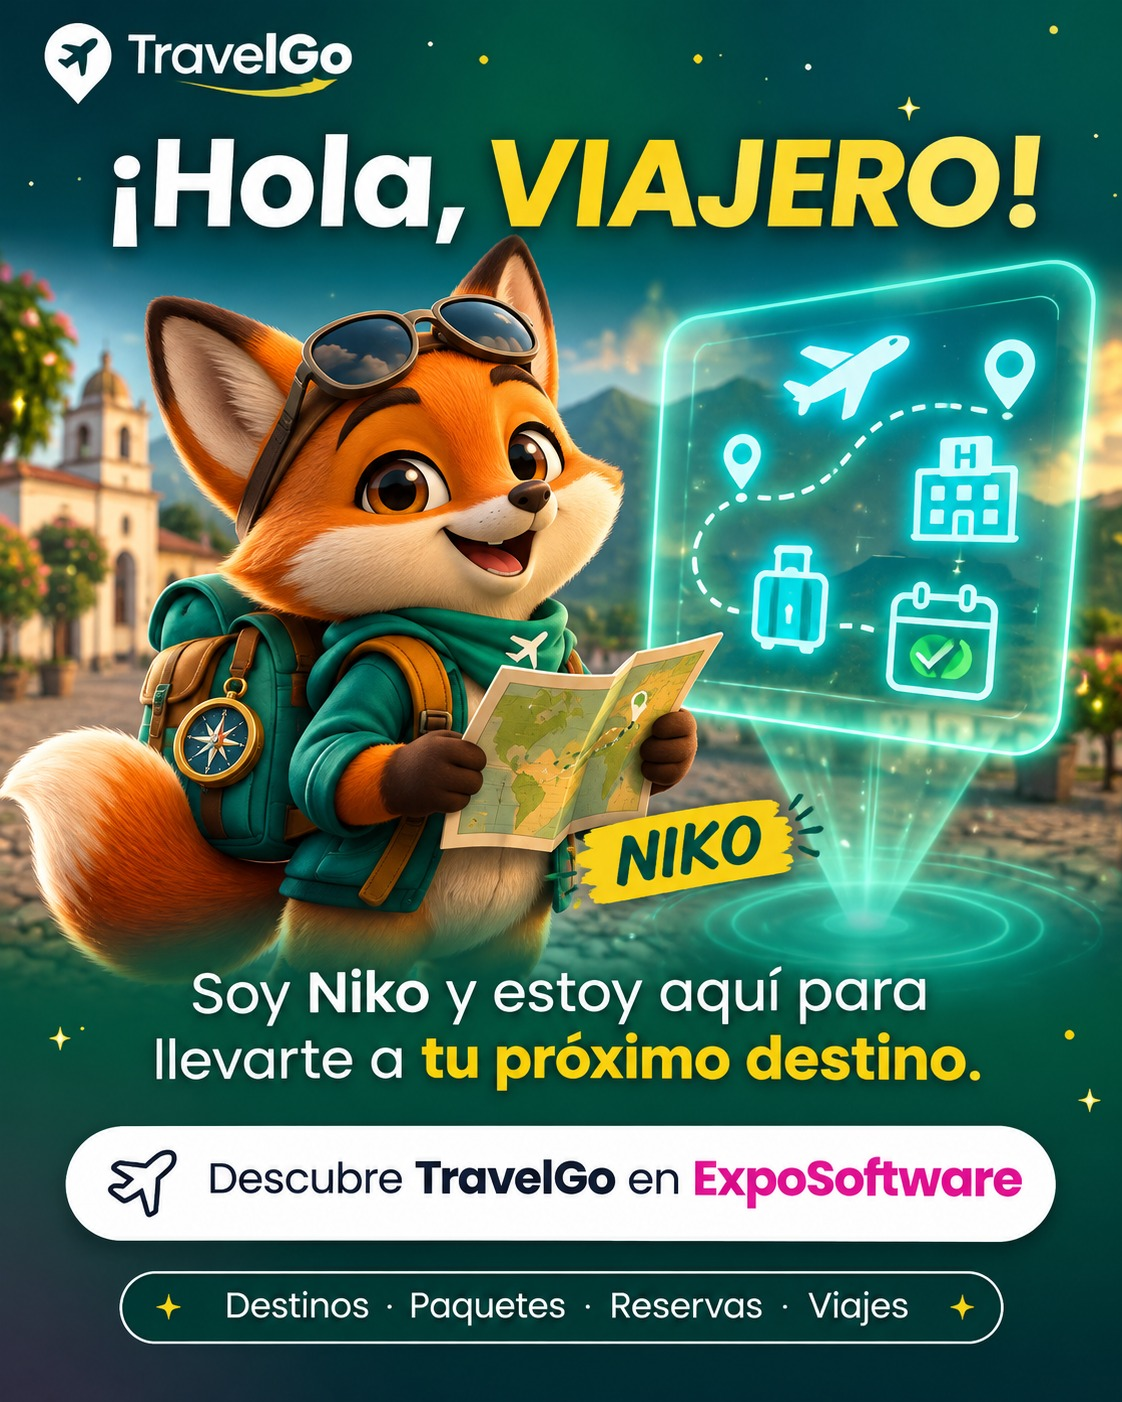 TravelGo
¡Hola, VIAJERO!
H
NIKO
Soy Niko y estoy aquí para
llevarte a tu próximo destino.
Descubre TravelGo en ExpoSoftware
Destinos · Paquetes · Reservas · Viajes